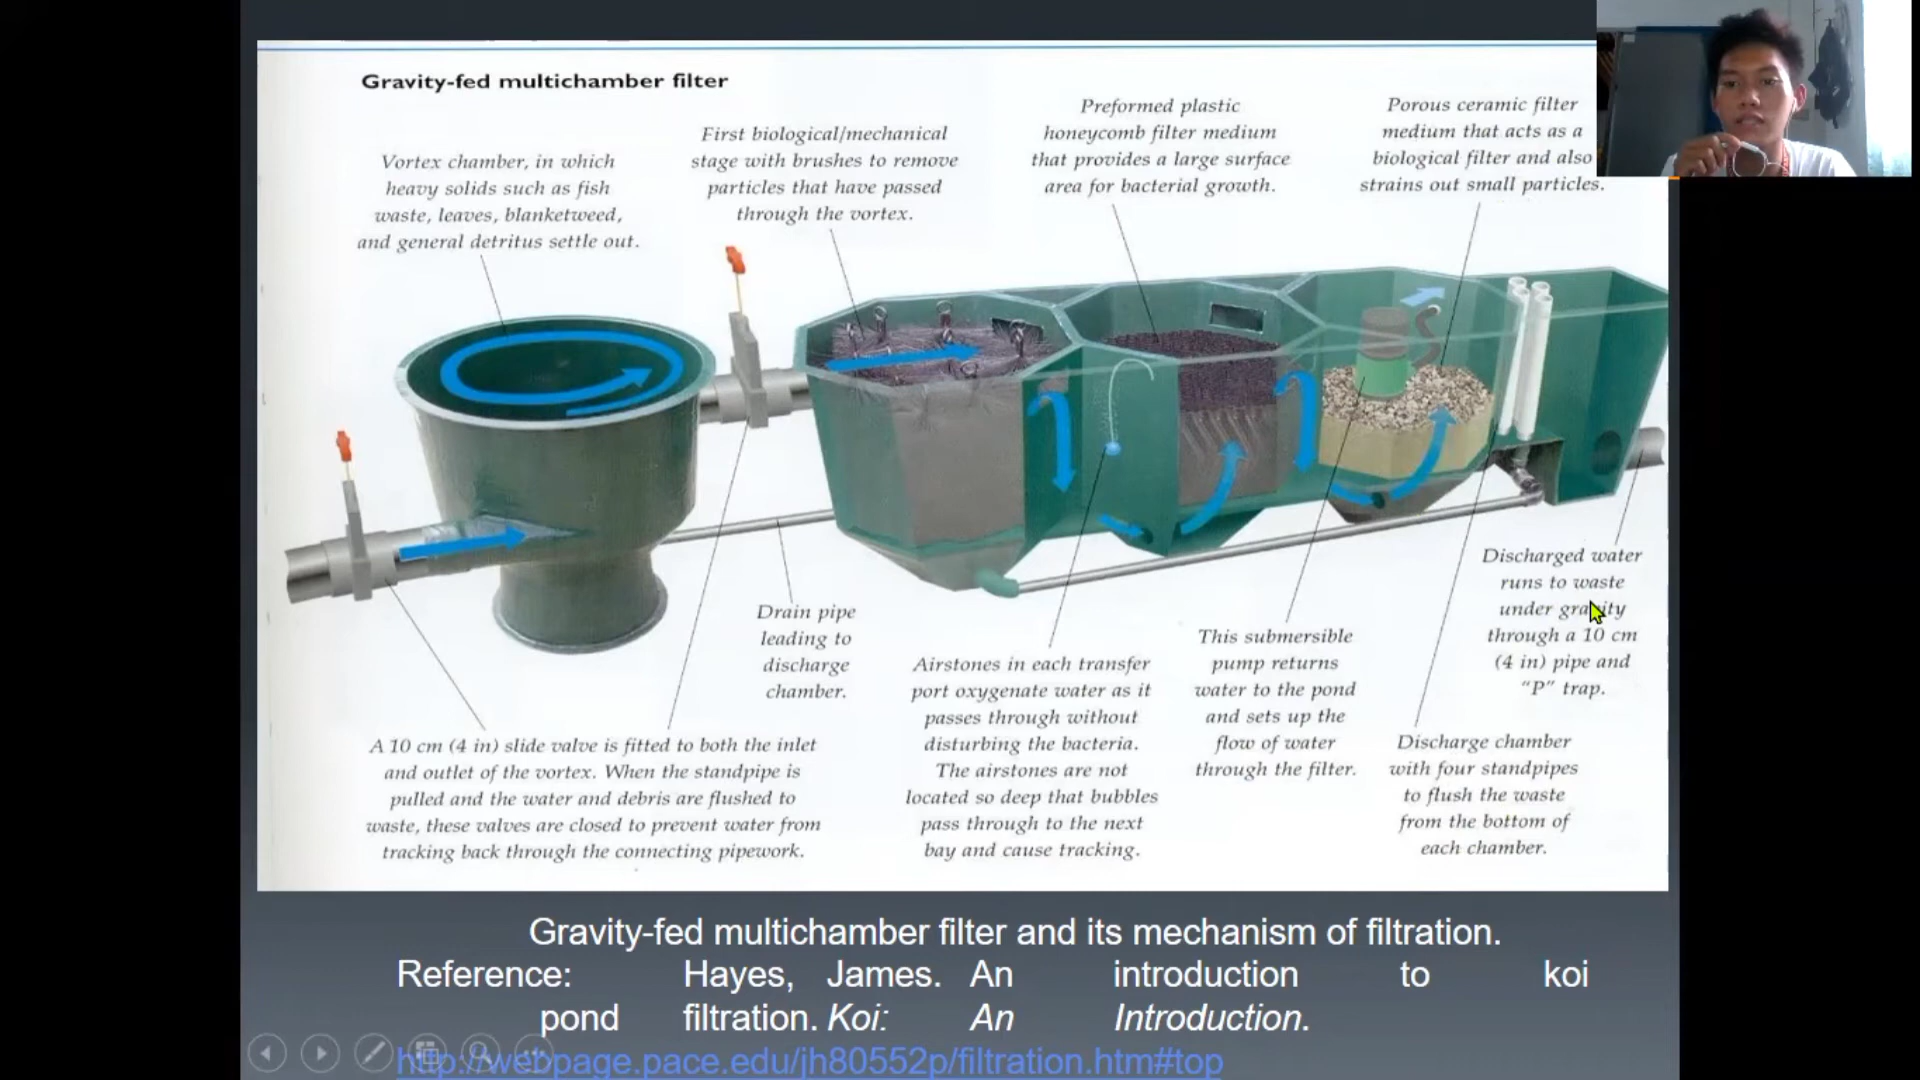 Gravity-fed multichamber filter
Vortex chamber, in which
heavy solids such as fish
waste, leaves, blanketweed,
and general detritus settle out.
First biological/mechanical
stage with brushes to remove
particles that have passed
through the vortex.
Preformed plastic
honeycomb filter medium
that provides a large surface
area for bacterial growth.
Porous ceramic filter
medium that acts as a
biological filter and also
strains out small particles.
A 10 cm (4 in) slide valve is fitted to both the inlet
and outlet of the vortex. When the standpipe is
pulled and the water and debris are flushed to
waste, these valves are closed to prevent water from
tracking back through the connecting pipework.
Drain pipe
leading to
discharge
chamber.
Airstones in each transfer
port oxygenate water as it
passes through without
disturbing the bacteria.
The airstones are not
located so deep that bubbles
pass through to the next
bay and cause tracking.
This submersible
pump returns
water to the pond
and sets up the
flow of water
through the filter.
Discharge chamber
with four standpipes
to flush the waste
from the bottom of
each chamber.
Discharged water
runs to waste
under gravity
through a 10 cm
(4 in) pipe and
“P” trap.
Gravity-fed multichamber filter and its mechanism of filtration.
Reference: Hayes, James. An introduction to koi
pond filtration. Koi: An Introduction.
http://webpage.pace.edu/jh80552p/filtration.htm#top